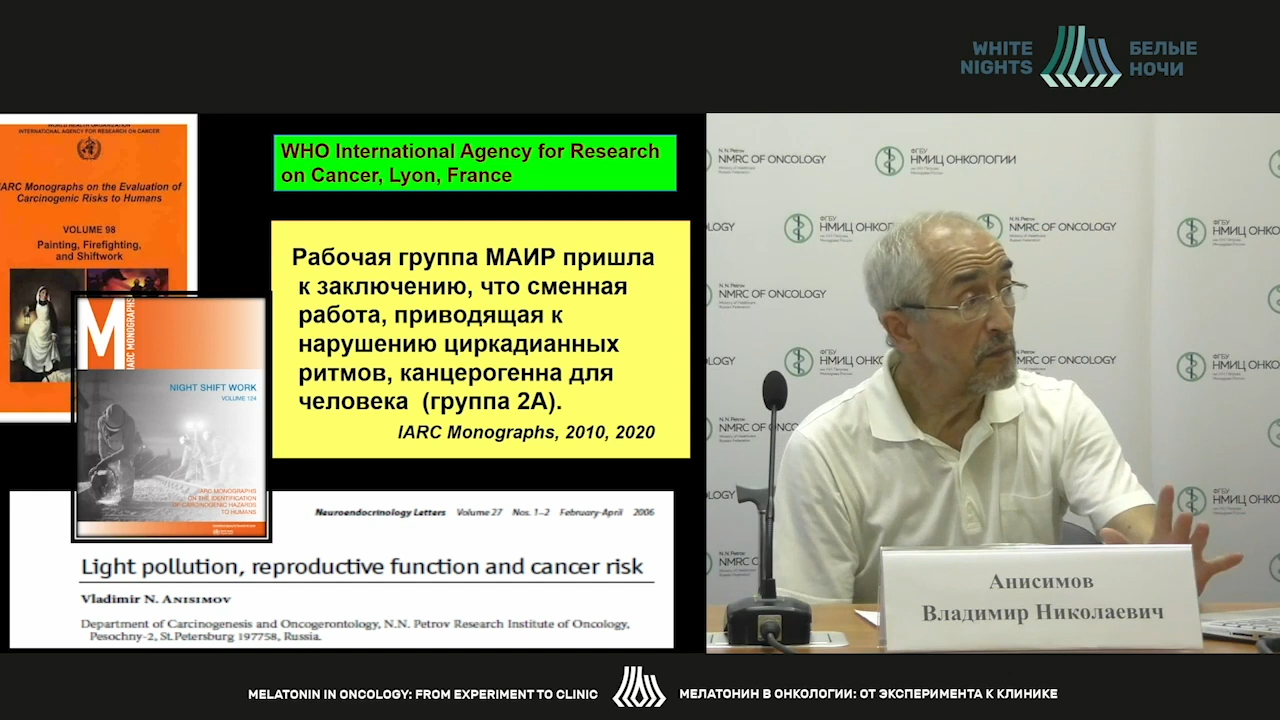 WHITE
NIGHTS
БЕЛЫЕ
НОЧИ
WORLD HEALTH ORGANIZATION
INTERNATIONAL AGENCY FOR RESEARCH ON CANCER
IARC Monographs on the Evaluation of
Carcinogenic Risks to Humans
VOLUME 98
Painting, Firefighting,
and Shiftwork
M
IARC MONOGRAPHS
NIGHT SHIFT WORK
VOLUME 124
IARC MONOGRAPHS
ON THE IDENTIFICATION
OF CARCINOGENIC HAZARDS
TO HUMANS
WHO International Agency for Research
on Cancer, Lyon, France
Рабочая группа МАИР пришла
к заключению, что сменная
работа, приводящая к
нарушению циркадианных
ритмов, канцерогенна для
человека (группа 2А).
IARC Monographs, 2010, 2020
Neuroendocrinology Letters Volume 27 Nos. 1–2 February-April 2006
Light pollution, reproductive function and cancer risk
Vladimir N. Anisimov
Department of Carcinogenesis and Oncogerontology, N.N. Petrov Research Institute of Oncology,
Pesochny-2, St.Petersburg 197758, Russia.
N.N. Petrov
NMRC OF ONCOLOGY
ФГБУ
НМИЦ ОНКОЛОГИИ
Анисимов
Владимир Николаевич
MELATONIN IN ONCOLOGY: FROM EXPERIMENT TO CLINIC
МЕЛАТОНИН В ОНКОЛОГИИ: ОТ ЭКСПЕРИМЕНТА К КЛИНИКЕ